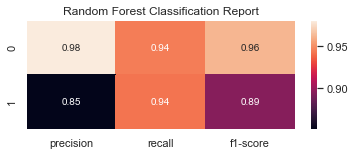 Random Forest Classification Report
0 0.98 0.94 0.96 0.95
1 0.85 0.94 0.89 0.90
precision recall f1-score